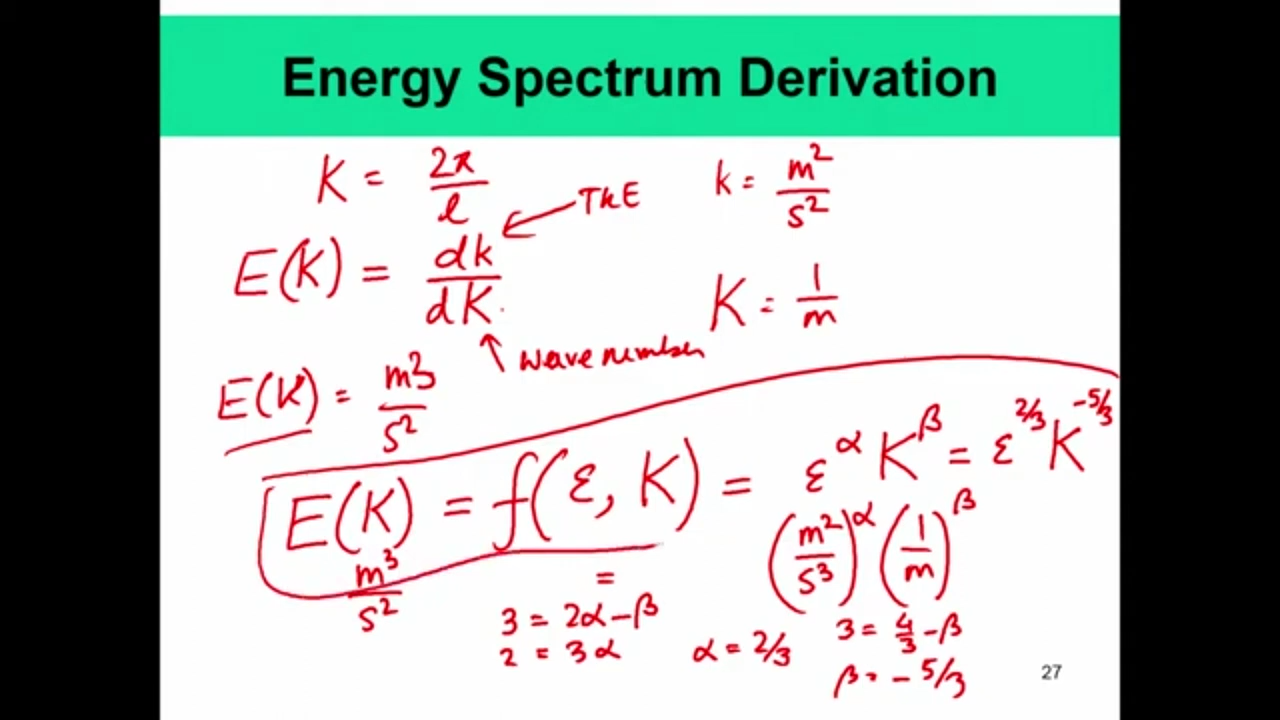 Energy Spectrum Derivation
K = 2π/l
k = m²/s²
TKE
E(K) = dk/dK
K = 1/m
wave number
E(K) = m3/s²
E(K) = f(ε, K) = ε^α K^β = ε^2/3 K^-5/3
m³/s²
(m²/s³)^α (1/m)^β
=
3 = 2α-β
3 = 4/3 - β
2 = 3α
α = 2/3
β = - 5/3
27